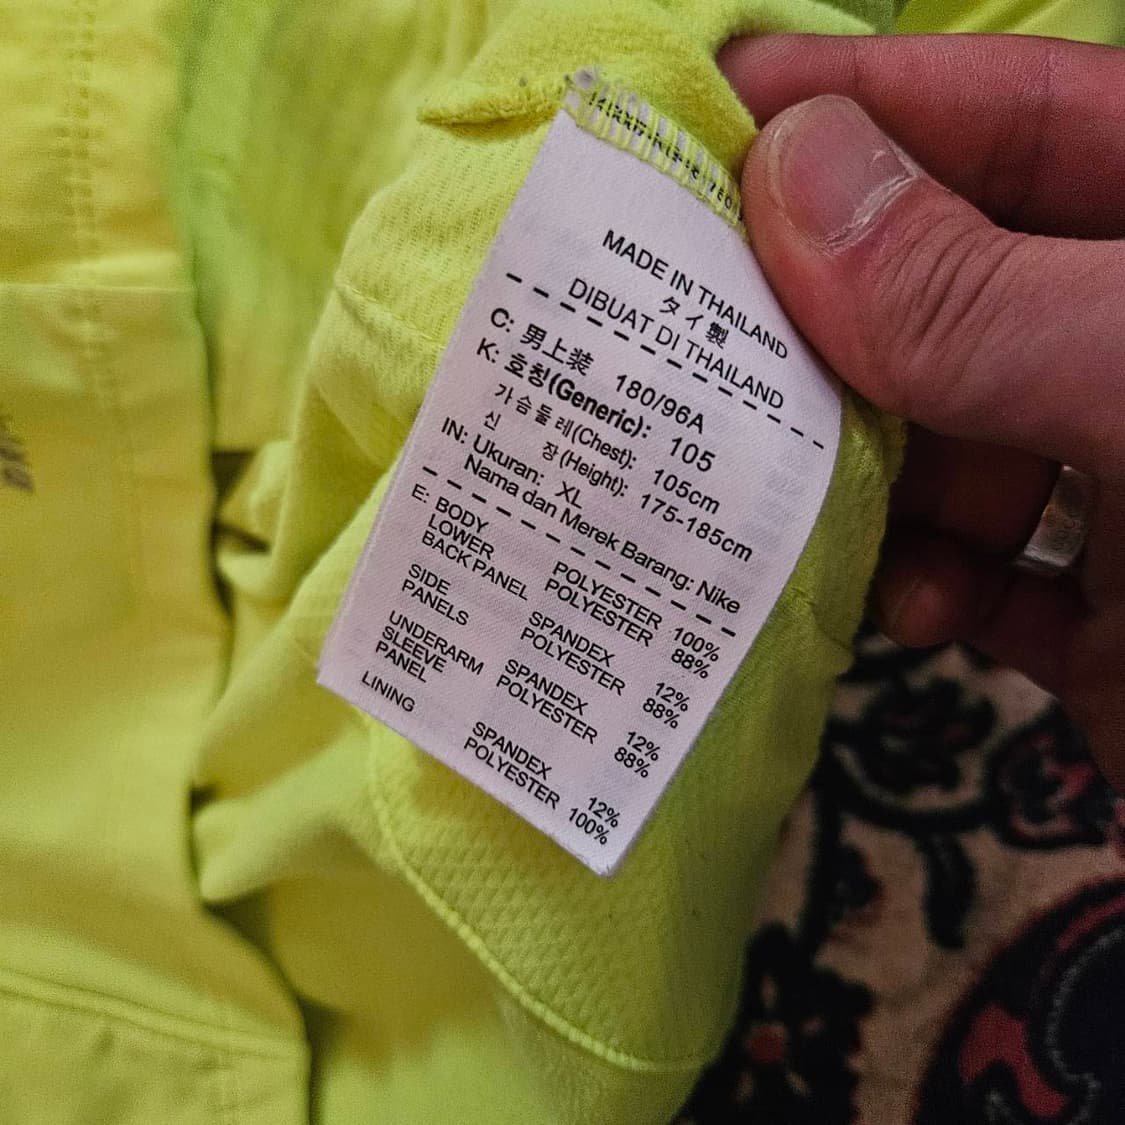 MADE IN THAILAND
タイ製
DIBUAT DI THAILAND
C: 男上装 180/96A
K: 호칭(Generic): 105
가슴둘레(Chest): 105cm
신 장(Height): 175-185cm
IN: Ukuran: XL
Nama dan Merek Barang: Nike
E: BODY POLYESTER 100%
LOWER POLYESTER 88%
BACK PANEL
SPANDEX 12%
SIDE POLYESTER 88%
PANELS
SPANDEX 12%
UNDERARM POLYESTER 88%
SLEEVE
PANEL
SPANDEX 12%
LINING POLYESTER 100%